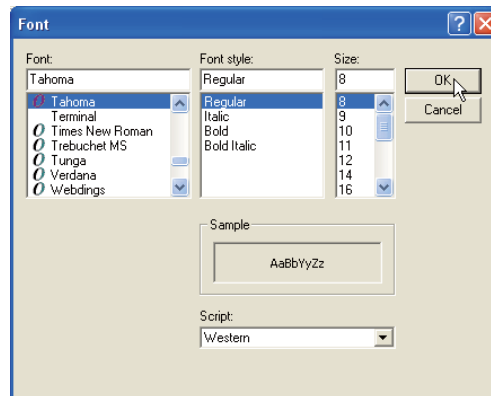 Font
Font:
Tahoma
Tahoma
Terminal
Times New Roman
Trebuchet MS
Tunga
Verdana
Webdings
Font style:
Regular
Regular
Italic
Bold
Bold Italic
Size:
8
8
9
10
11
12
14
16
OK
Cancel
Sample
AaBbYyZz
Script:
Western